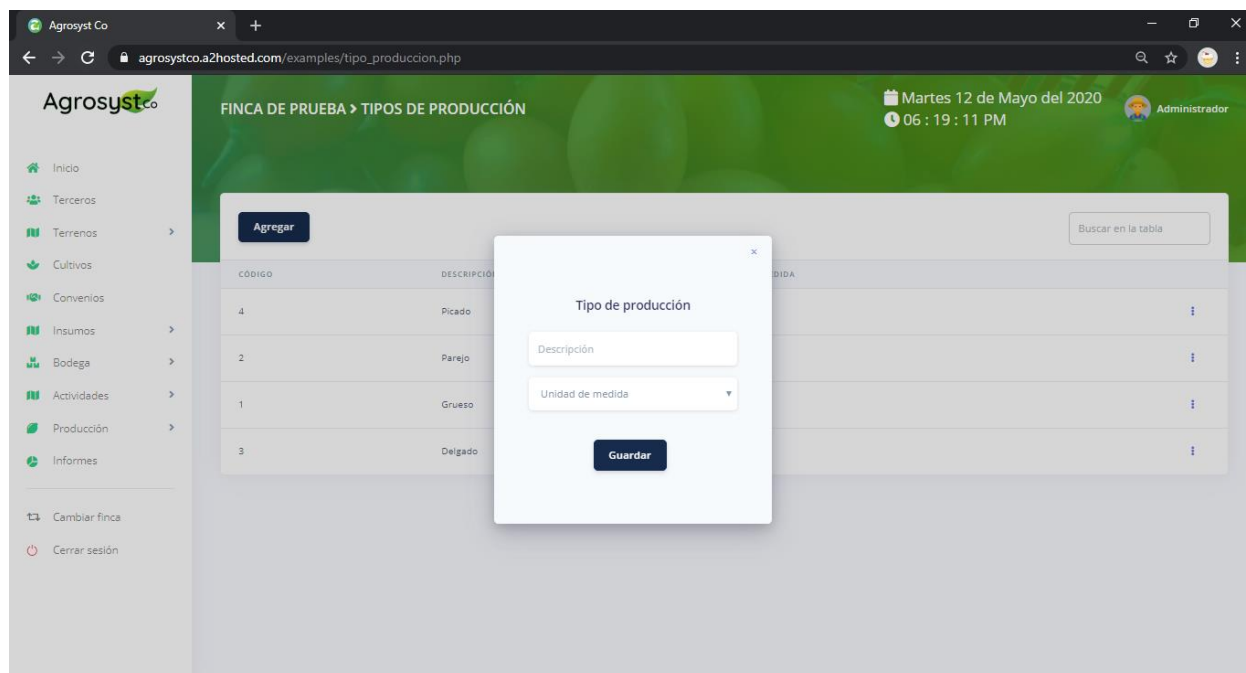 Agrosyst Co
agrosystco.a2hosted.com/examples/tipo_produccion.php
Agrosystco
FINCA DE PRUEBA > TIPOS DE PRODUCCIÓN
Martes 12 de Mayo del 2020
06 : 19 : 11 PM
Administrador
Inicio
Terceros
Terrenos
Cultivos
Convenios
Insumos
Bodega
Actividades
Producción
Informes
Cambiar finca
Cerrar sesión
Agregar
Buscar en la tabla
CÓDIGO
4 Picado
2 Parejo
1 Grueso
3 Delgado
Tipo de producción
Descripción
Unidad de medida
Guardar